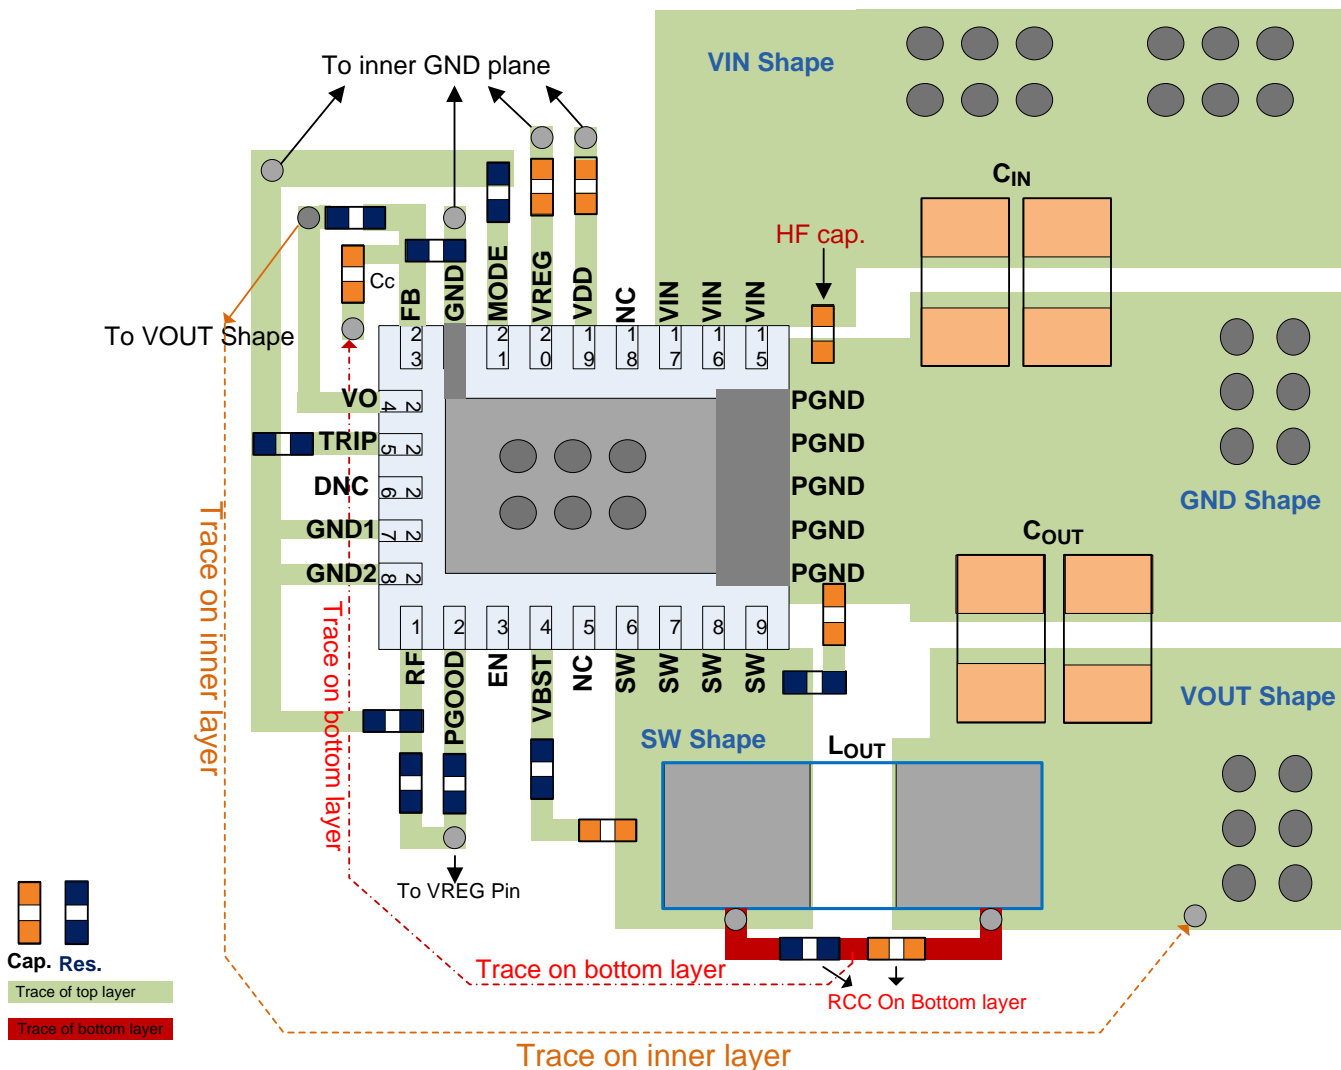 To inner GND plane
VIN Shape
C_IN
HF cap.
Cc
FB
GND
MODE
VREG
VDD
NC
VIN
VIN
VIN
To VOUT Shape
23
21
20
19
18
17
16
15
VO
24
PGND
TRIP
25
PGND
DNC
26
PGND
GND Shape
GND1
27
PGND
GND2
28
PGND
C_OUT
1
2
3
4
5
6
7
8
9
RF
PGOOD
EN
VBST
NC
SW
SW
SW
SW
Trace on inner layer
Trace on bottom layer
SW Shape
L_OUT
VOUT Shape
To VREG Pin
Cap.
Res.
Trace of top layer
Trace of bottom layer
Trace on bottom layer
RCC On Bottom layer
Trace on inner layer